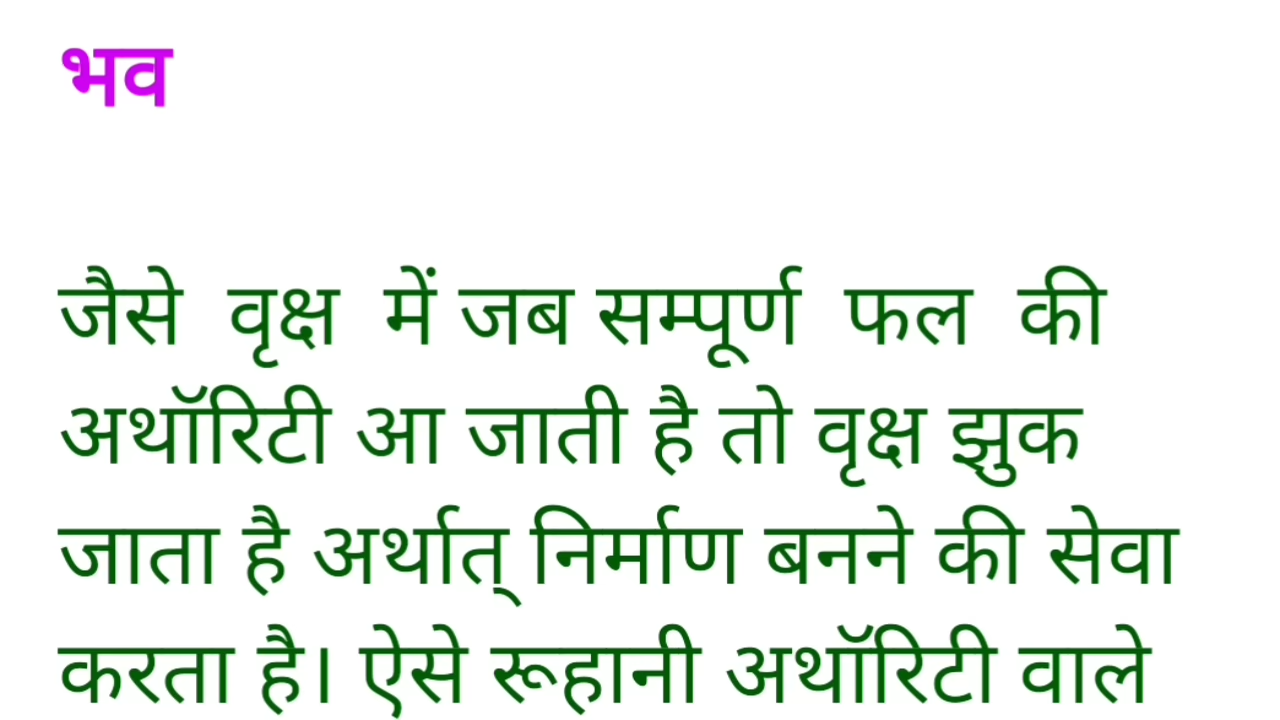 भव
जैसे वृक्ष में जब सम्पूर्ण फल की
अथॉरिटी आ जाती है तो वृक्ष झुक
जाता है अर्थात् निर्माण बनने की सेवा
करता है। ऐसे रूहानी अथॉरिटी वाले